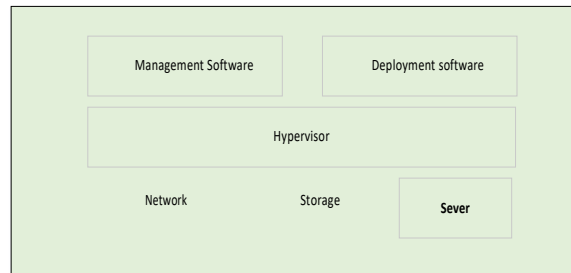 Management Software
Deployment software
Hypervisor
Network
Storage
Sever